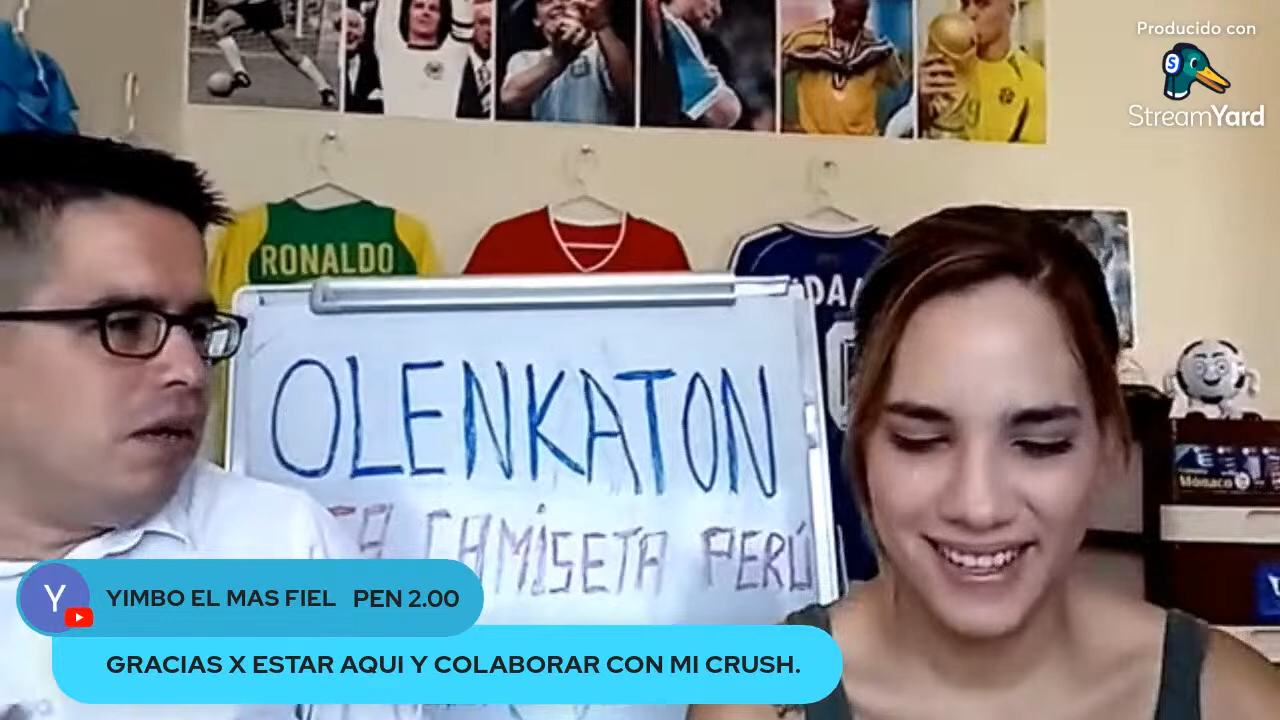 Producido con
StreamYard
RONALDO
OLENKATON
CAMISETA PERÚ
Mónaco
Y YIMBO EL MAS FIEL PEN 2.00
GRACIAS X ESTAR AQUI Y COLABORAR CON MI CRUSH.